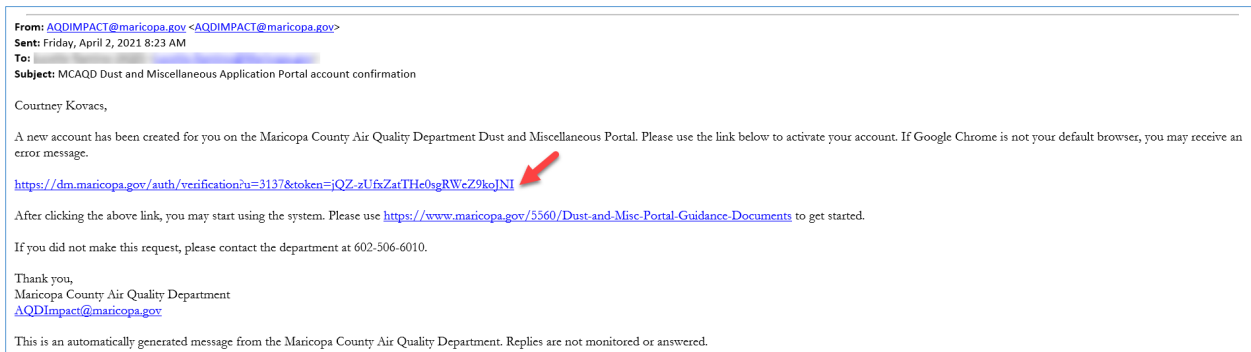 From: AQDIMPACT@maricopa.gov <AQDIMPACT@maricopa.gov>
Sent: Friday, April 2, 2021 8:23 AM
To:
Subject: MCAQD Dust and Miscellaneous Application Portal account confirmation
Courtney Kovacs,
A new account has been created for you on the Maricopa County Air Quality Department Dust and Miscellaneous Portal. Please use the link below to activate your account. If Google Chrome is not your default browser, you may receive an
error message.
https://dm.maricopa.gov/auth/verification?u=3137&token=jQZ-zUfxZatTHe0sgRWeZ9koJNI
After clicking the above link, you may start using the system. Please use https://www.maricopa.gov/5560/Dust-and-Misc-Portal-Guidance-Documents to get started.
If you did not make this request, please contact the department at 602-506-6010.
Thank you,
Maricopa County Air Quality Department
AQDImpact@maricopa.gov
This is an automatically generated message from the Maricopa County Air Quality Department. Replies are not monitored or answered.